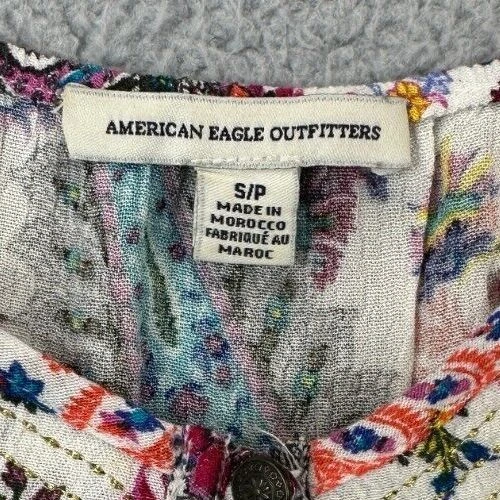 AMERICAN EAGLE OUTFITTERS
S/P
MADE IN
MOROCCO
FABRIQUÉ AU
MAROC